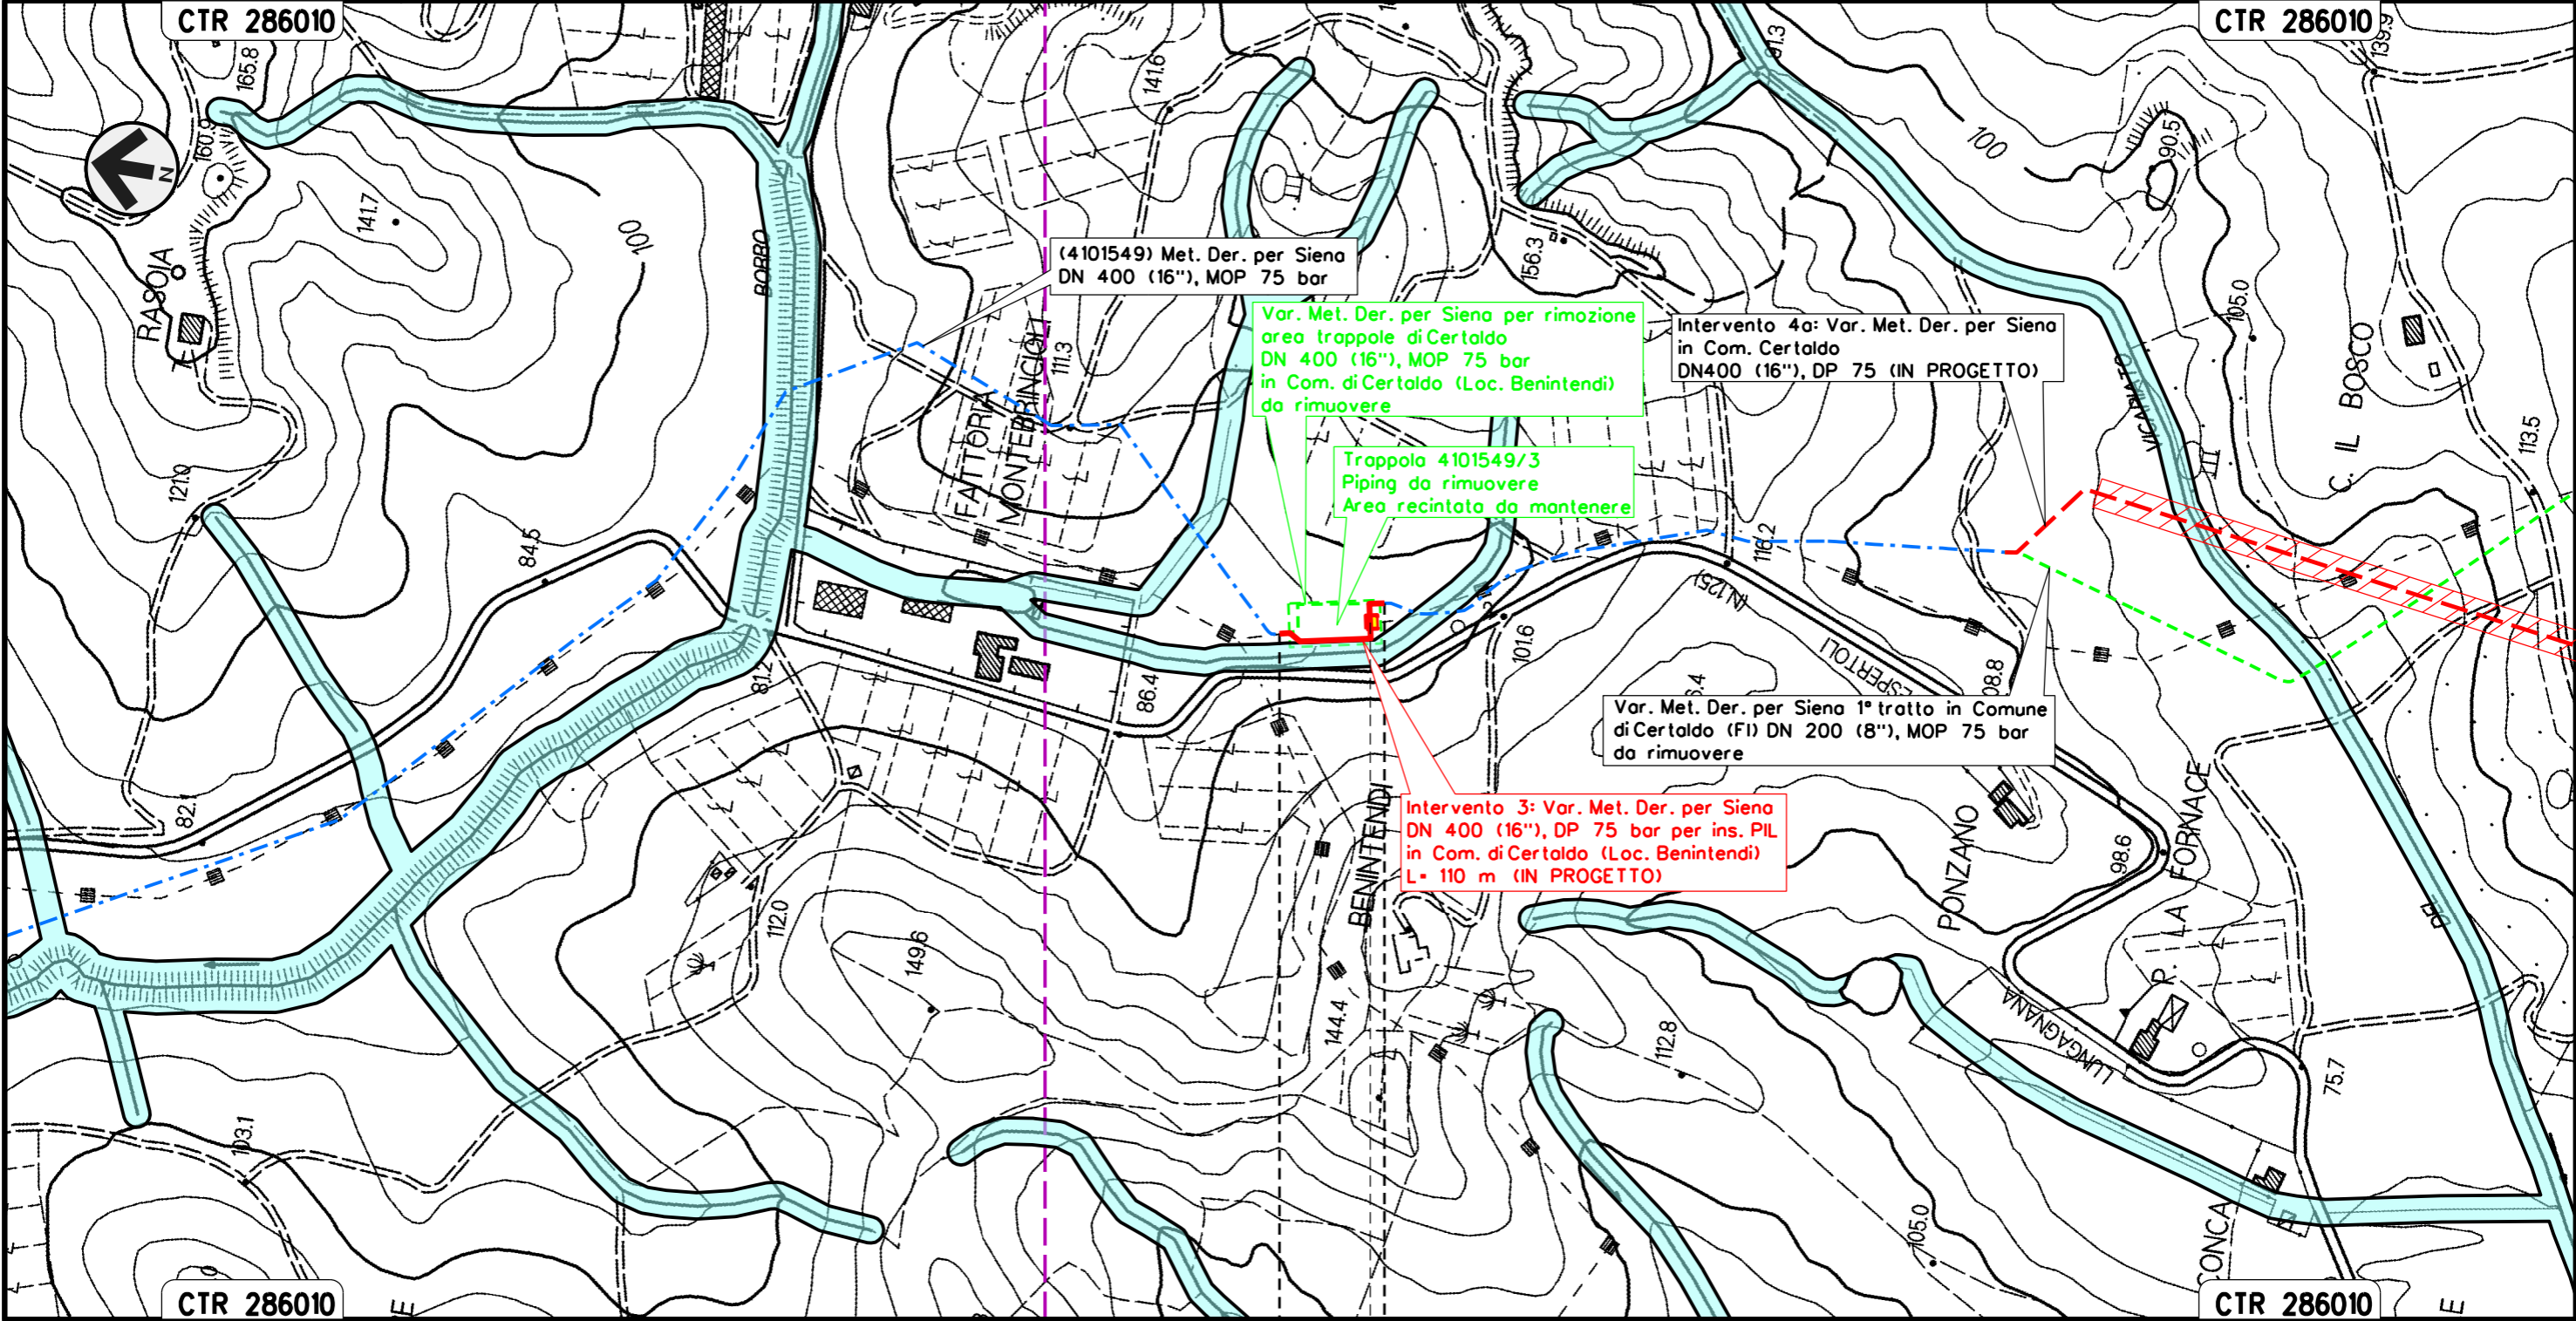 CTR 286010
CTR 286010
165.8
160.9
N
141.7
RASOIA
100
BORRO
141.6
91.3
139.9
100
90.5
156.3
105.0
(4101549) Met. Der. per Siena
DN 400 (16"), MOP 75 bar
Var. Met. Der. per Siena per rimozione
area trappole di Certaldo
DN 400 (16"), MOP 75 bar
in Com. di Certaldo (Loc. Benintendi)
da rimuovere
Intervento 4a: Var. Met. Der. per Siena
in Com. Certaldo
DN400 (16"), DP 75 (IN PROGETTO)
Trappola 4101549/3
Piping da rimuovere
Area recintata da mantenere
FATTORIA
MONTEBRINCIOLI
111.3
VICARIATO
C. IL BOSCO
113.5
121.0
84.5
116.2
(N.125)
101.6
81.2
86.4
08.8
6.4
Var. Met. Der. per Siena 1° tratto in Comune
di Certaldo (FI) DN 200 (8"), MOP 75 bar
da rimuovere
82.1
Intervento 3: Var. Met. Der. per Siena
DN 400 (16"), DP 75 bar per ins. PIL
in Com. di Certaldo (Loc. Benintendi)
L= 110 m (IN PROGETTO)
BENINTENDI
PONZANO
98.6
P. LA FORNACE
DEL
112.0
149.6
144.4
112.8
LUNGAGNANA
75.7
103.1
105.0
CONCA
CTR 286010
CTR 286010
E
E